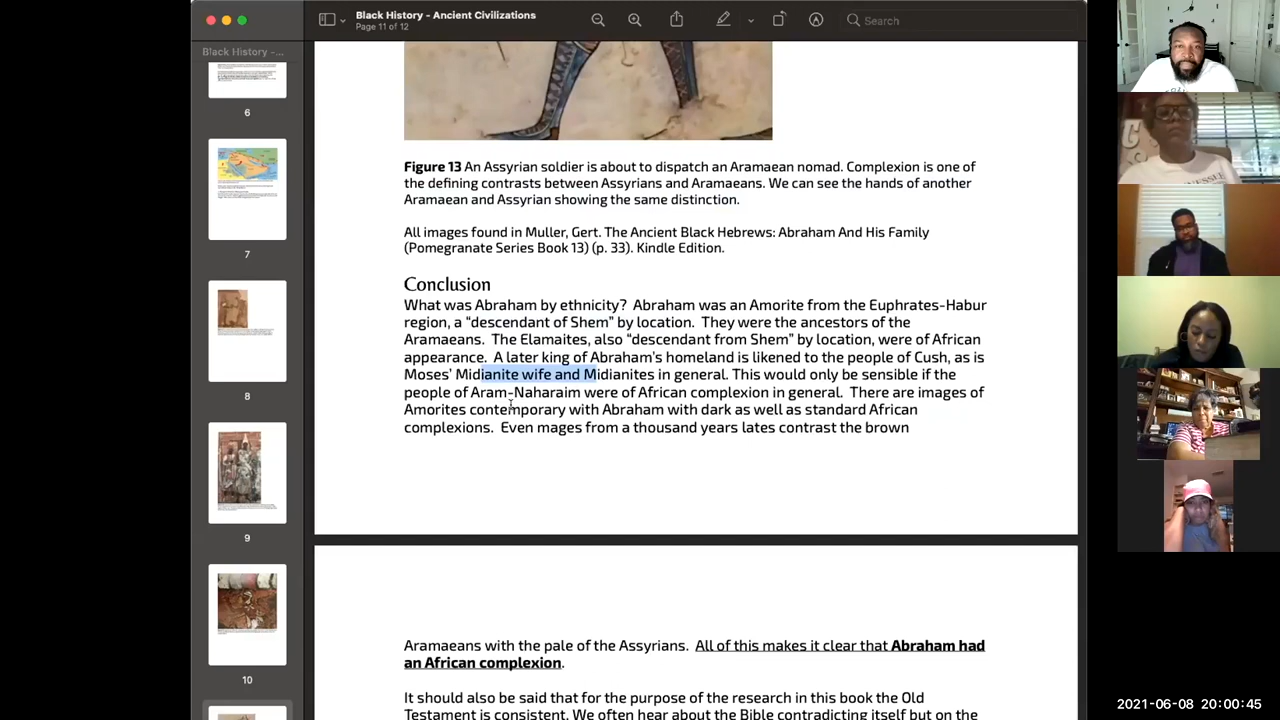 Black History - Ancient Civilizations
Page 11 of 12
Search
Black History -...
6
7
8
9
10
Figure 13 An Assyrian soldier is about to dispatch an Aramaean nomad. Complexion is one of
the defining contrasts between Assyrians and Aramaeans. We can see the hands of another
Aramaean and Assyrian showing the same distinction.
All images found in Muller, Gert. The Ancient Black Hebrews: Abraham And His Family
(Pomegranate Series Book 13) (p. 33). Kindle Edition.
Conclusion
What was Abraham by ethnicity? Abraham was an Amorite from the Euphrates-Habur
region, a “descendant of Shem” by location. They were the ancestors of the
Aramaeans. The Elamaites, also “descendant from Shem” by location, were of African
appearance. A later king of Abraham’s homeland is likened to the people of Cush, as is
Moses’ Midianite wife and Midianites in general. This would only be sensible if the
people of Aram-Naharaim were of African complexion in general. There are images of
Amorites contemporary with Abraham with dark as well as standard African
complexions. Even mages from a thousand years lates contrast the brown
Aramaeans with the pale of the Assyrians. All of this makes it clear that Abraham had
an African complexion.
It should also be said that for the purpose of the research in this book the Old
Testament is consistent. We often hear about the Bible contradicting itself but on the
2021-06-08 20:00:45